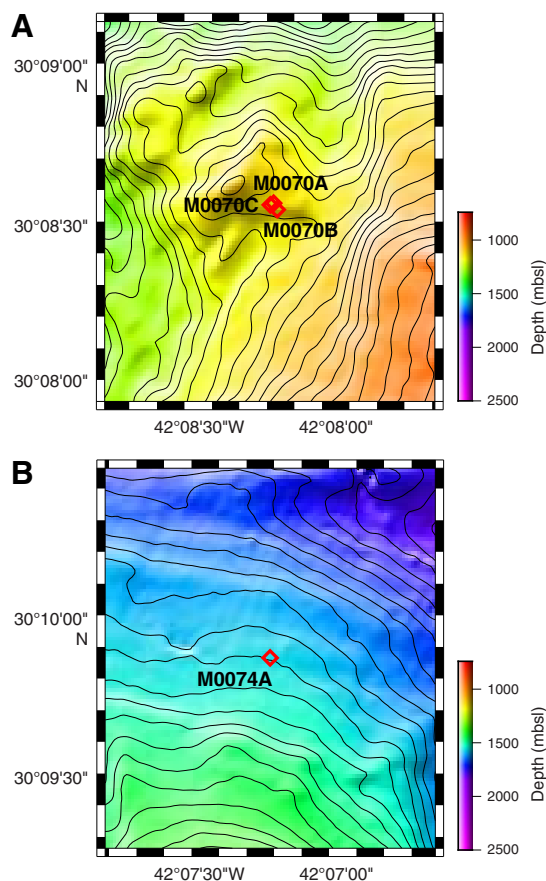 A
30°09'00"
N
M0070A
M0070C
30°08'30"
M0070B
1000
1500
2000
2500
Depth (mbsl)
30°08'00"
42°08'30"W
42°08'00"
B
30°10'00"
N
M0074A
1000
1500
2000
2500
Depth (mbsl)
30°09'30"
42°07'30"W
42°07'00"